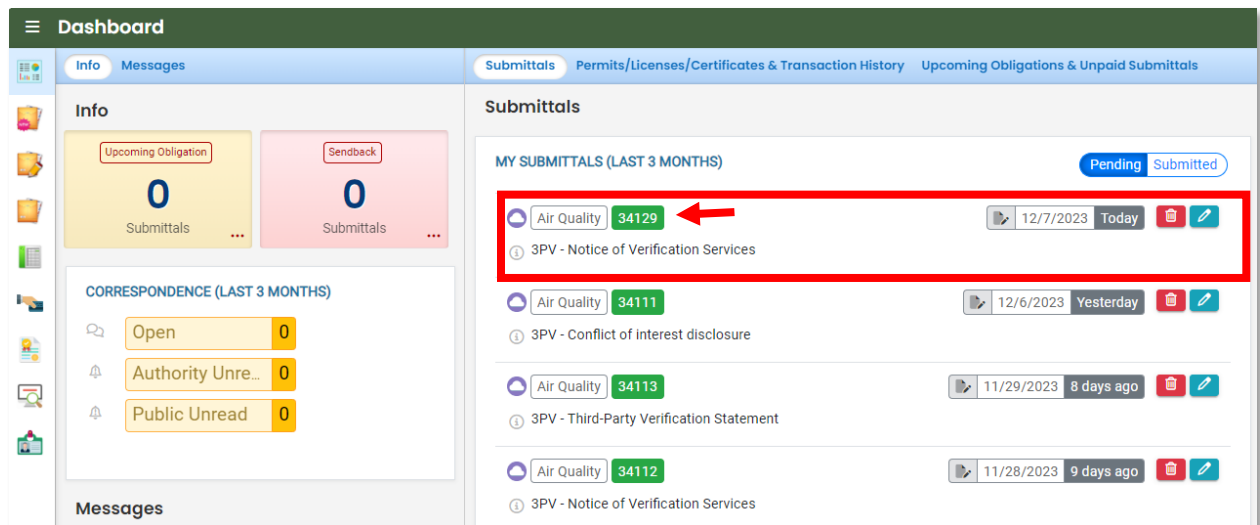 Dashboard
Info Messages
Submittals Permits/Licenses/Certificates & Transaction History Upcoming Obligations & Unpaid Submittals
Info
Upcoming Obligation
0
Submittals
...
Sendback
0
Submittals
...
CORRESPONDENCE (LAST 3 MONTHS)
Open 0
Authority Unre... 0
Public Unread 0
Messages
Submittals
MY SUBMITTALS (LAST 3 MONTHS) Pending Submitted
Air Quality 34129 12/7/2023 Today
3PV - Notice of Verification Services
Air Quality 34111 12/6/2023 Yesterday
3PV - Conflict of interest disclosure
Air Quality 34113 11/29/2023 8 days ago
3PV - Third-Party Verification Statement
Air Quality 34112 11/28/2023 9 days ago
3PV - Notice of Verification Services